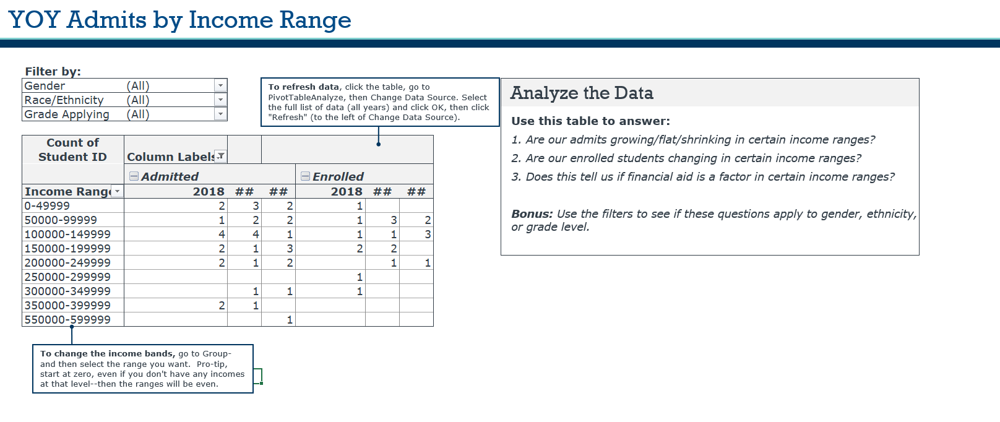 YOY Admits by Income Range
Filter by:
Gender (All)
Race/Ethnicity (All)
Grade Applying (All)
To refresh data, click the table, go to
PivotTableAnalyze, then Change Data Source. Select
the full list of data (all years) and click OK, then click
"Refresh" (to the left of Change Data Source).
Analyze the Data
Use this table to answer:
1. Are our admits growing/flat/shrinking in certain income ranges?
2. Are our enrolled students changing in certain income ranges?
3. Does this tell us if financial aid is a factor in certain income ranges?
Bonus: Use the filters to see if these questions apply to gender, ethnicity,
or grade level.
Count of
Student ID Column Labels
Admitted Enrolled
Income Rang 2018 ## ## 2018 ## ##
0-49999 2 3 2 1
50000-99999 1 2 2 1 3 2
100000-149999 4 4 1 1 1 3
150000-199999 2 1 3 2 2
200000-249999 2 1 2 1 1
250000-299999 1
300000-349999 1 1 1
350000-399999 2 1
550000-599999 1
To change the income bands, go to Group-
and then select the range you want. Pro-tip,
start at zero, even if you don't have any incomes
at that level--then the ranges will be even.